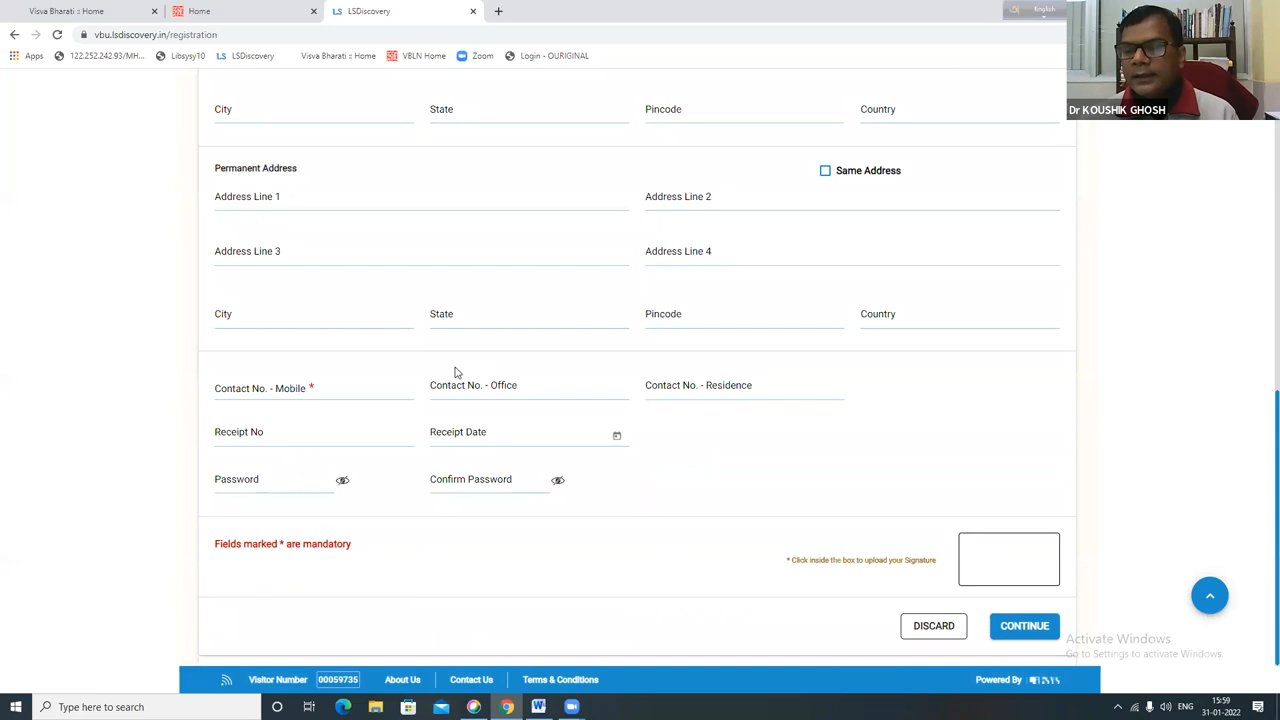 Visva Bharati :: Home
Home
LSDiscovery
English
vbu.lsdiscovery.in/registration
Apps 122.252.242.93/MH... Libsysy10 LSDiscovery Visva Bharati :: Home VBLN Home Zoom Login - OURIGINAL
Dr KOUSHIK GHOSH
City State Pincode Country
Permanent Address Same Address
Address Line 1 Address Line 2
Address Line 3 Address Line 4
City State Pincode Country
Contact No. - Mobile * Contact No. - Office Contact No. - Residence
Receipt No Receipt Date
Password Confirm Password
Fields marked * are mandatory
* Click inside the box to upload your Signature
DISCARD CONTINUE
Activate Windows
Go to Settings to activate Windows.
Visitor Number 00059735 About Us Contact Us Terms & Conditions Powered By
Type here to search
ENG
15:59
31-01-2022